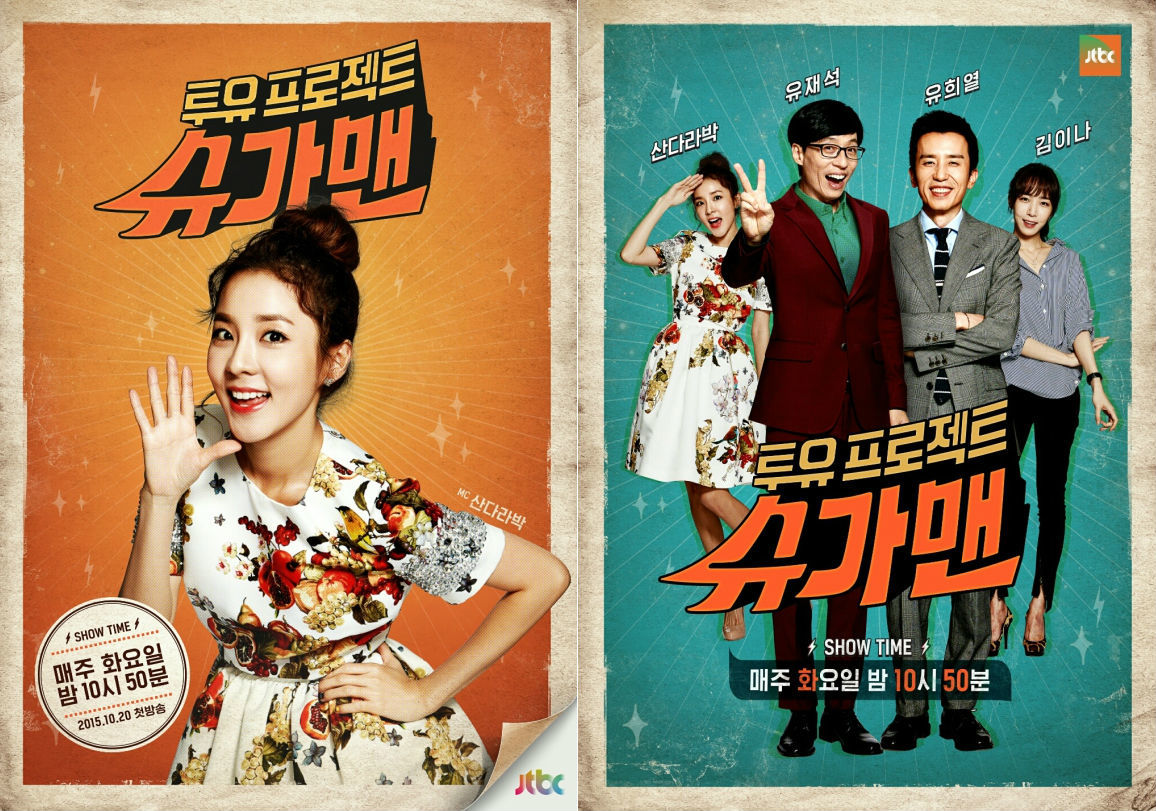 투유 프로젝트
슈가맨
MC 산다라박
SHOW TIME
매주 화요일
밤 10시 50분
2015.10.20 첫방송
jtbc
jtbc
유재석
유희열
산다라박
김이나
투유 프로젝트
슈가맨
SHOW TIME
매주 화요일 밤 10시 50분